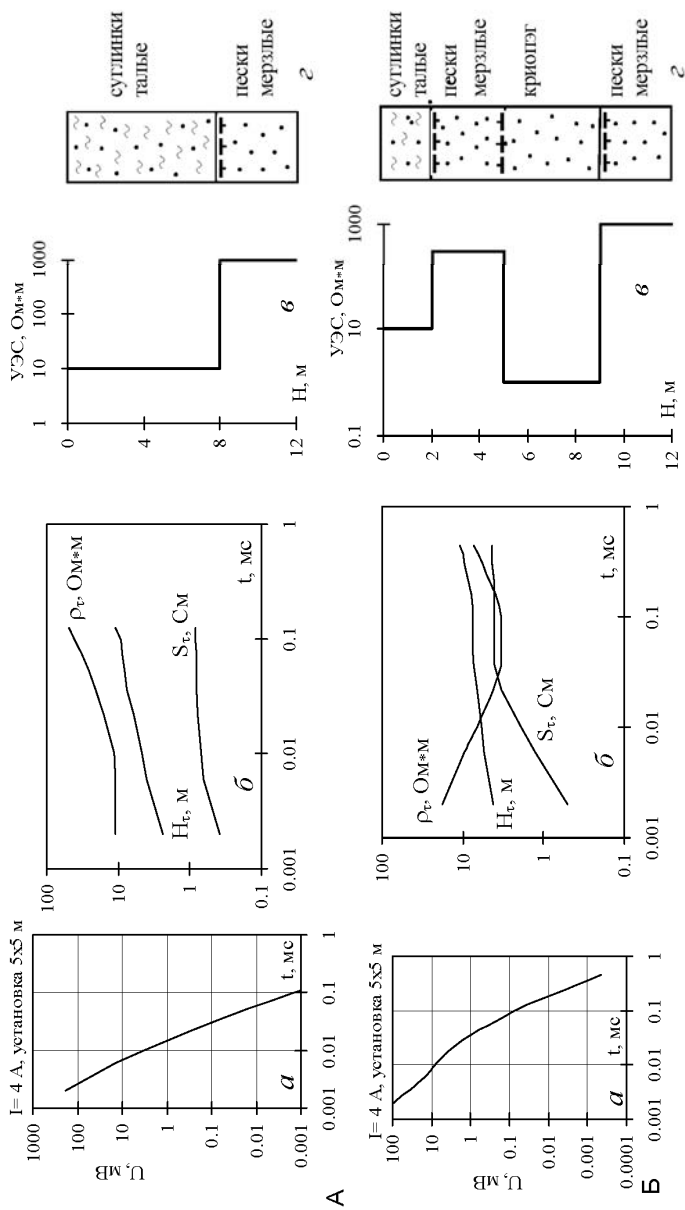 I= 4 А, установка 5x5 м
1000
100
10
1
0.1
0.01
0.001
U, мВ
0.001
0.01
0.1
1
t, мс
а
100
10
1
0.1
0.001
0.01
0.1
1
t, мс
ρτ, Ом*м
Hτ, м
Sτ, См
б
УЭС, Ом*м
1
10
100
1000
0
4
8
12
H, м
в
суглинки
талые
пески
мерзлые
г
А
I= 4 А, установка 5x5 м
100
10
1
0.1
0.01
0.001
0.0001
U, мВ
0.001
0.01
0.1
1
t, мс
а
100
10
1
0.1
0.001
0.01
0.1
1
t, мс
ρτ, Ом*м
Hτ, м
Sτ, См
б
УЭС, Ом*м
0.1
10
1000
0
2
4
6
8
10
12
H, м
в
суглинки
талые
пески
мерзлые
криопэг
пески
мерзлые
г
Б